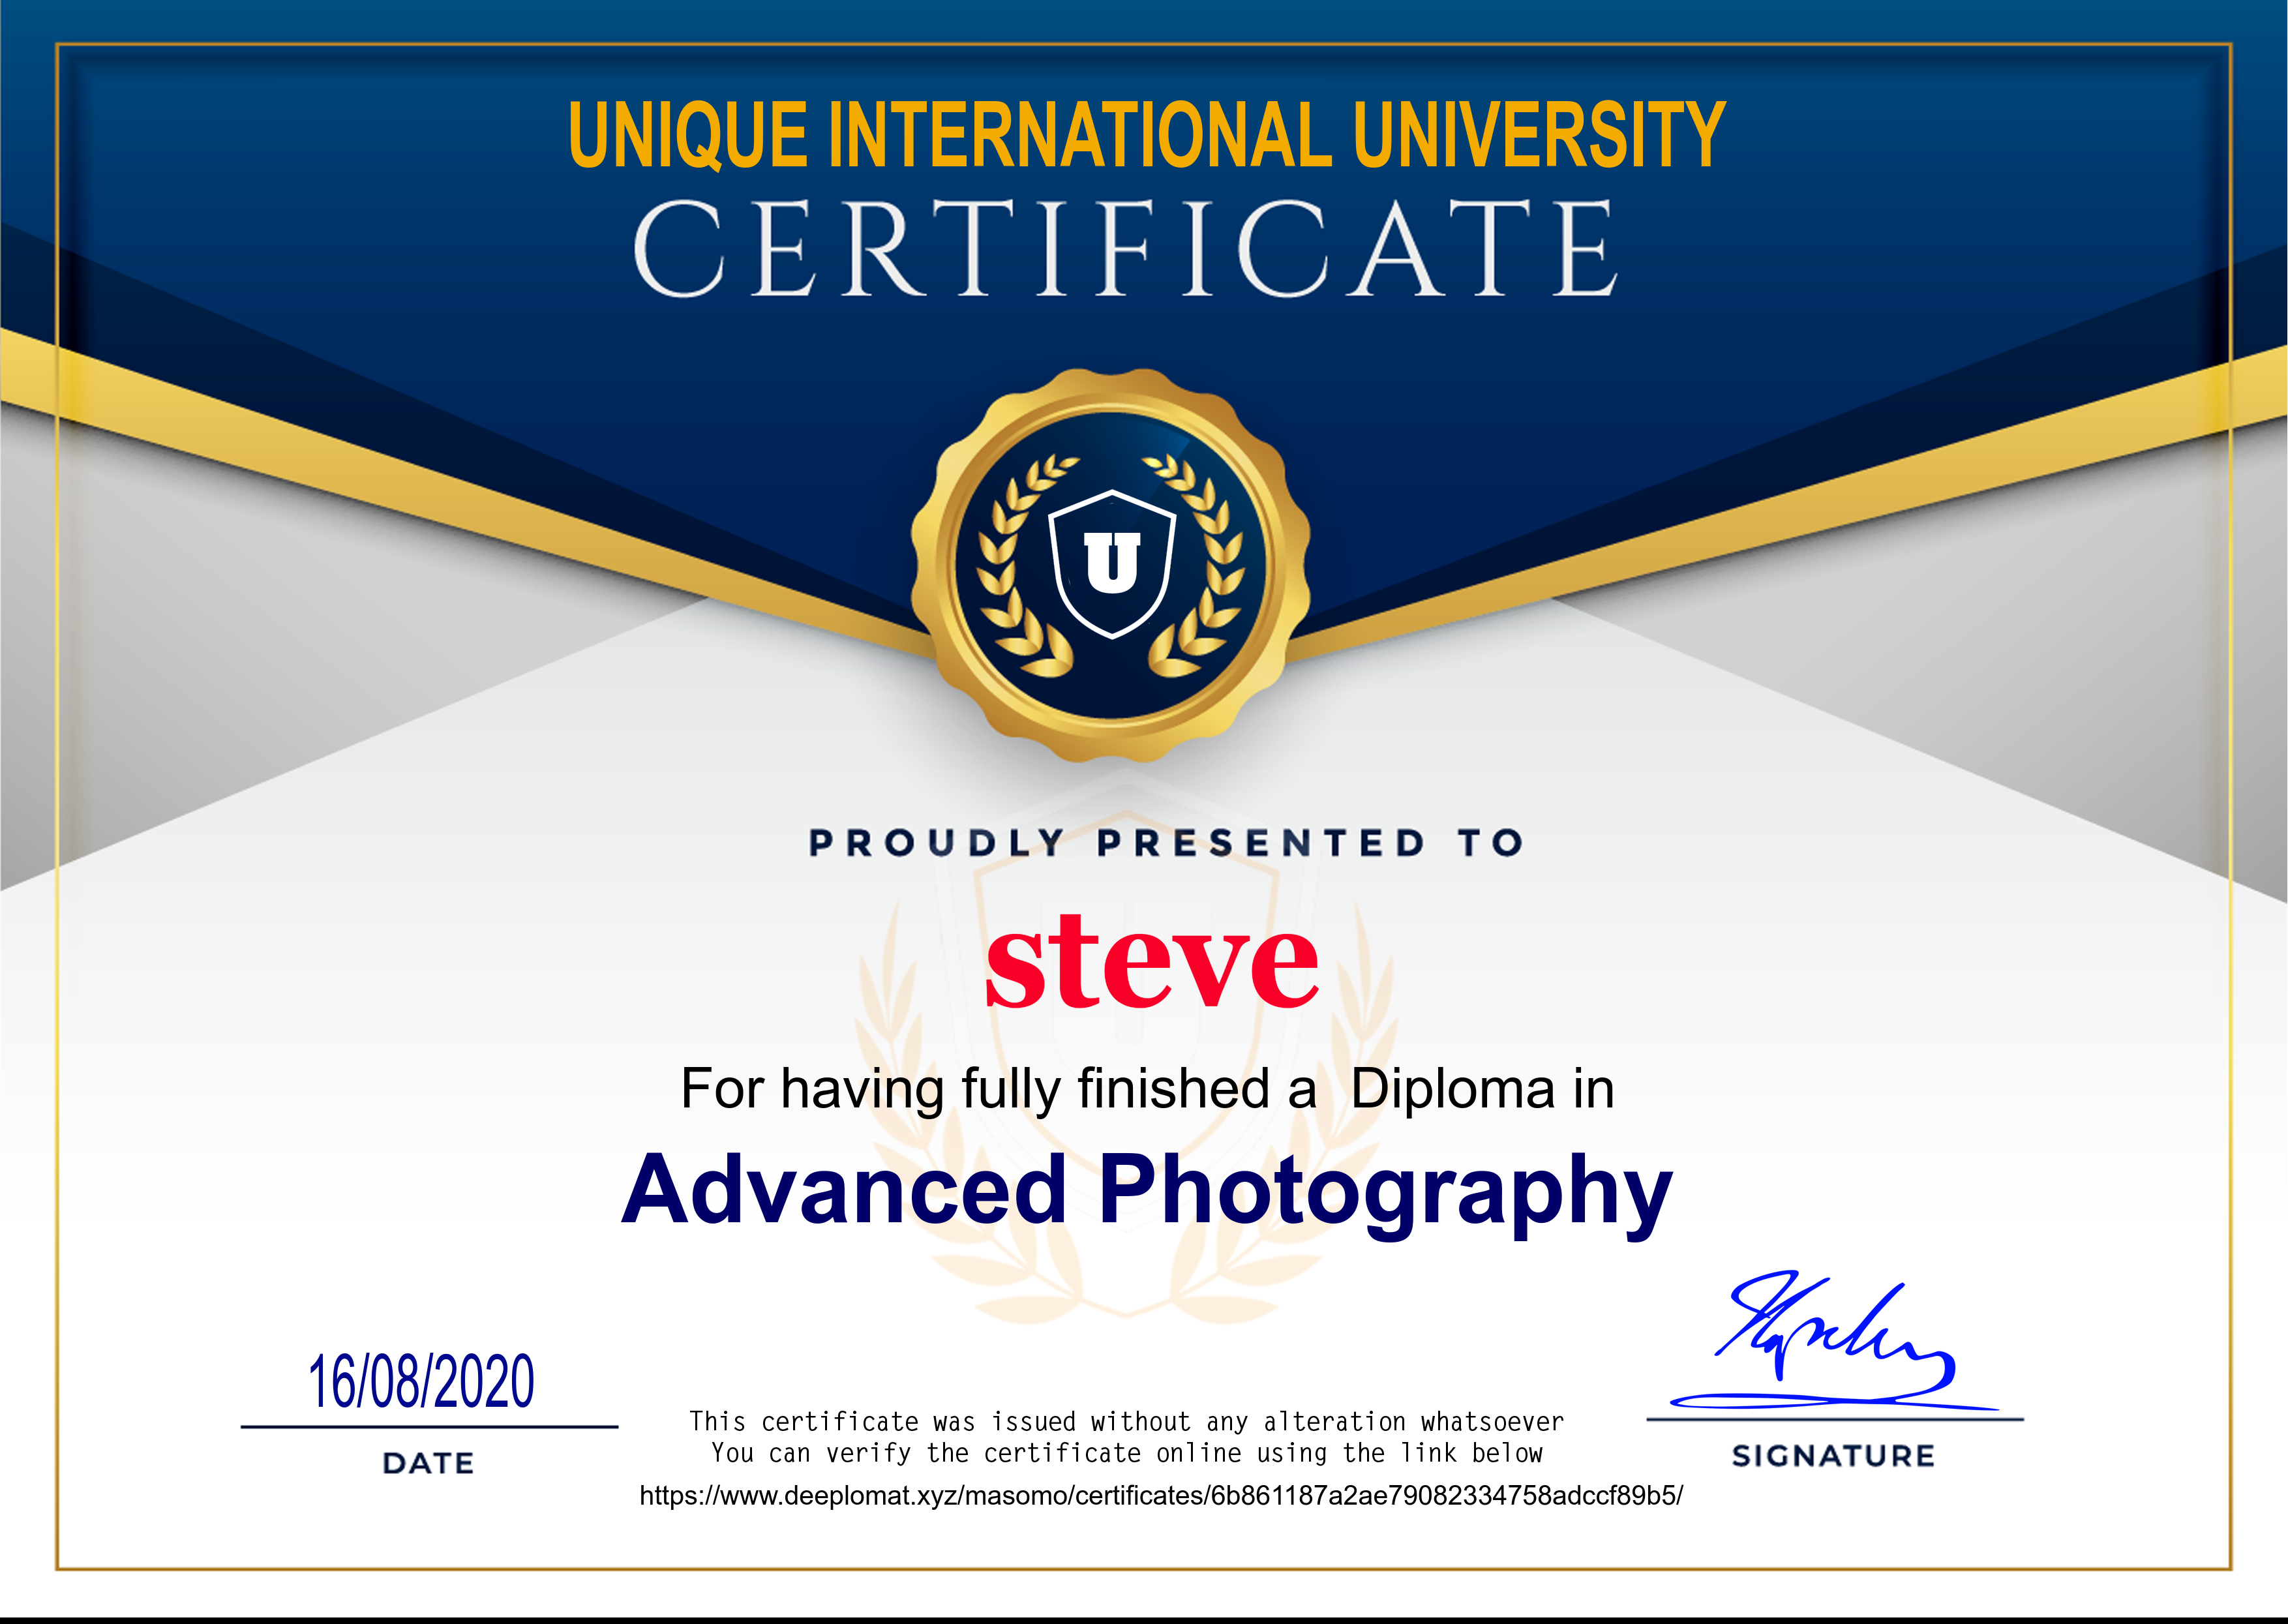 UNIQUE INTERNATIONAL UNIVERSITY
CERTIFICATE
U
PROUDLY PRESENTED TO
steve
For having fully finished a  Diploma in
Advanced Photography
16/08/2020
DATE
This certificate was issued without any alteration whatsoever
You can verify the certificate online using the link below
https://www.deeplomat.xyz/masomo/certificates/6b861187a2ae79082334758adccf89b5/
SIGNATURE